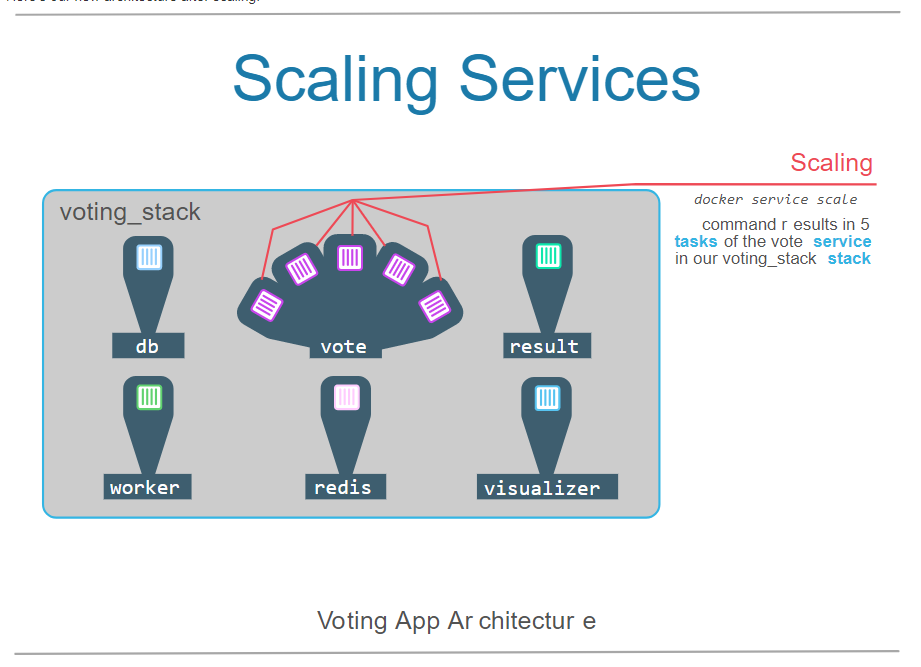 Here's our new architecture after scaling:
Scaling Services
Scaling
docker service scale
command r esults in 5
tasks of the vote service
in our voting_stack stack
voting_stack
db
vote
result
worker
redis
visualizer
Voting App Ar chitectur e